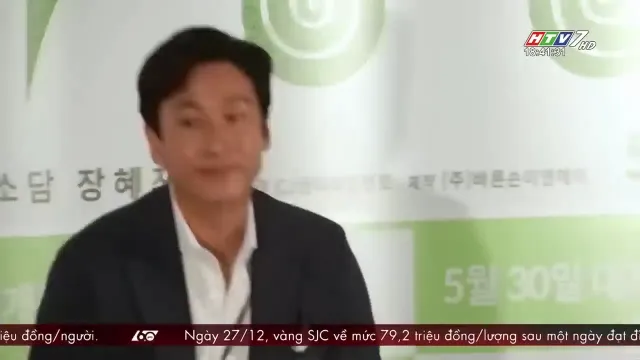 HTV7 HD
18:41:31
소담 장혜
제작 (주)바른손이앤에이
5월 30일
triệu đồng/người. 60 Ngày 27/12, vàng SJC về mức 79,2 triệu đồng/lượng sau một ngày đạt